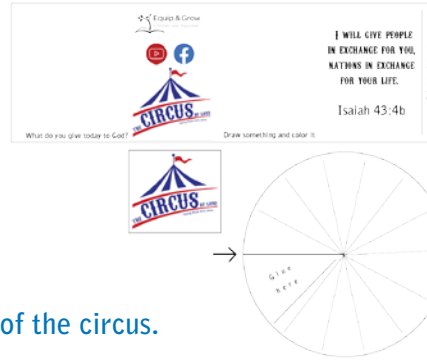 Equip & Grow
I WILL GIVE PEOPLE
IN EXCHANGE FOR YOU,
NATIONS IN EXCHANGE
FOR YOUR LIFE.
Isaiah 43:4b
THE CIRCUS
What do you give today to God?
Draw something and color it
THE CIRCUS
Glue
here
of the circus.